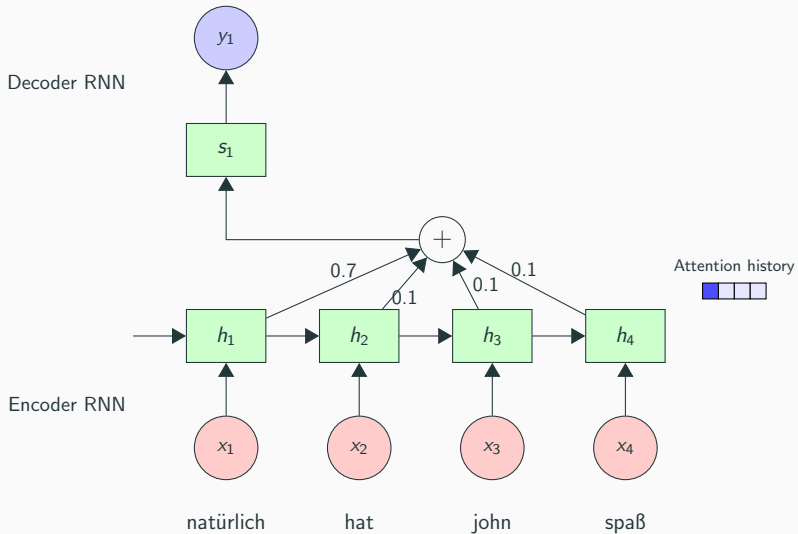 y₁
Decoder RNN
s₁
+
0.7
0.1
0.1
0.1
Attention history
h₁
h₂
h₃
h₄
Encoder RNN
x₁
x₂
x₃
x₄
natürlich
hat
john
spaß